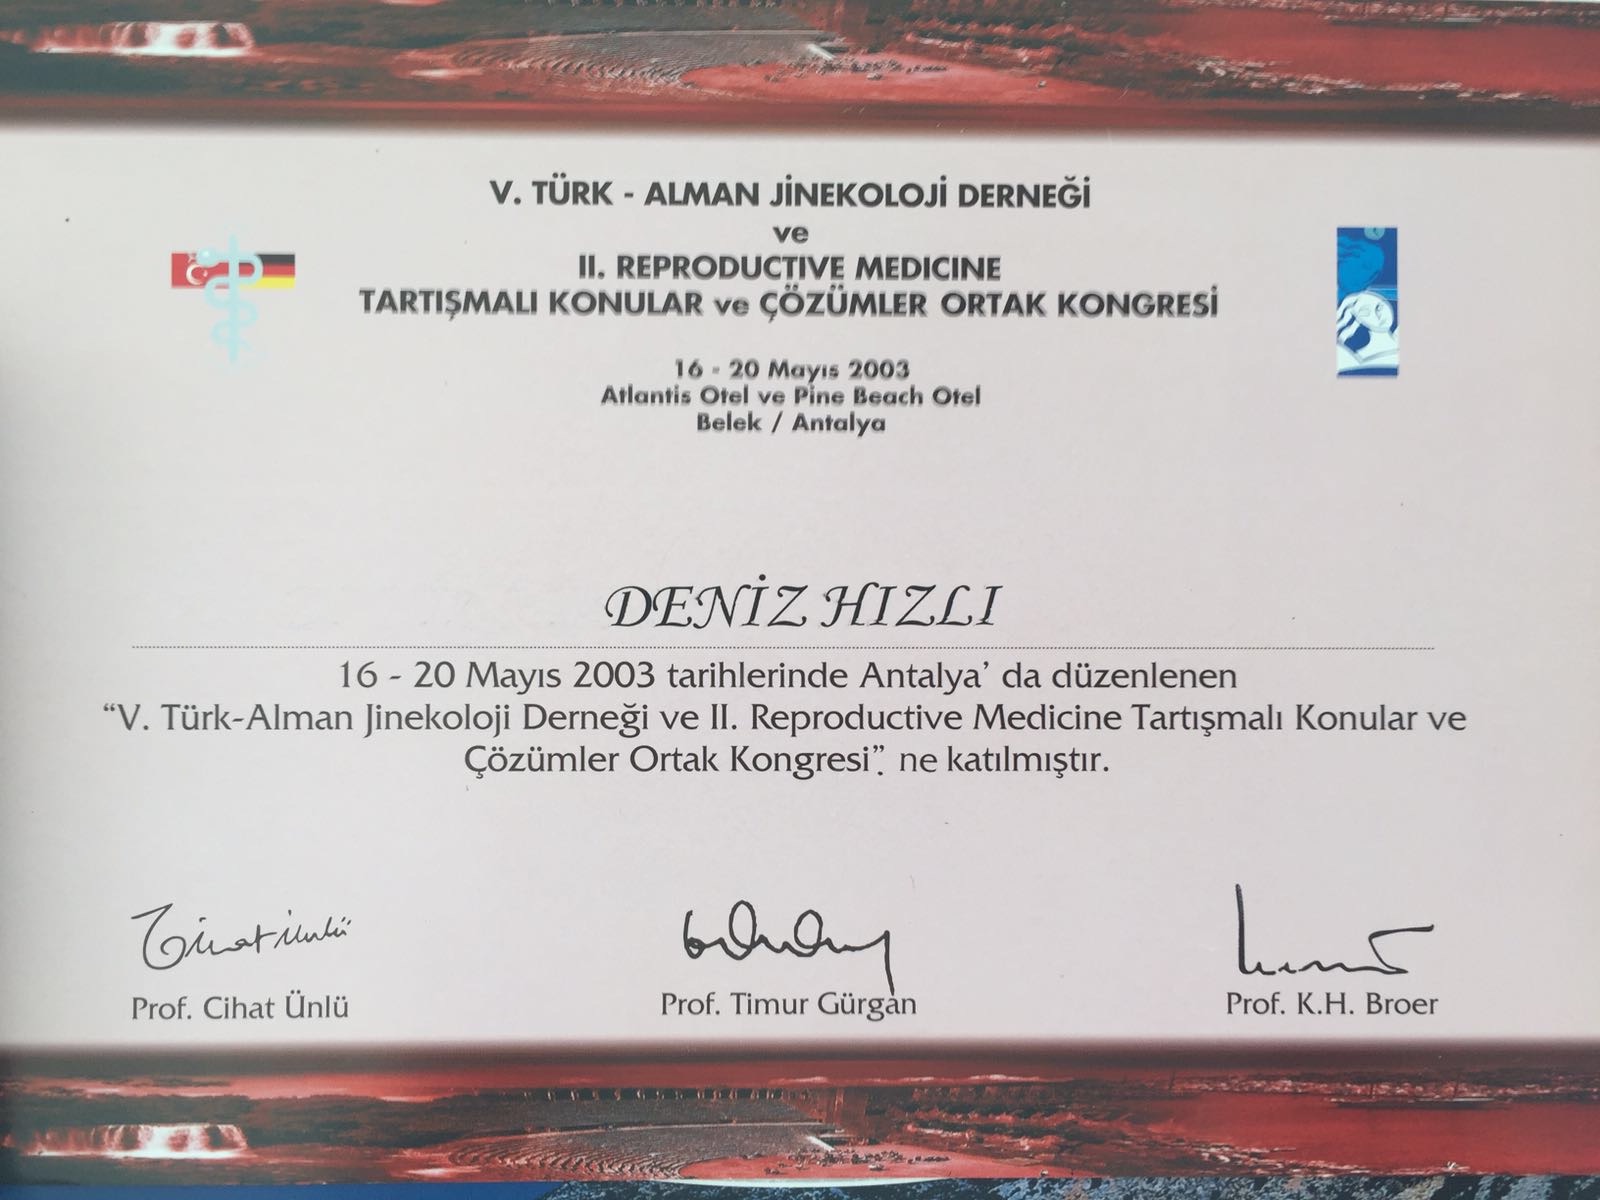 V. TÜRK - ALMAN JİNEKOLOJİ DERNEĞİ
ve
II. REPRODUCTIVE MEDICINE
TARTIŞMALI KONULAR ve ÇÖZÜMLER ORTAK KONGRESİ
16 - 20 Mayıs 2003
Atlantis Otel ve Pine Beach Otel
Belek / Antalya
DENİZ HIZLI
16 - 20 Mayıs 2003 tarihlerinde Antalya' da düzenlenen
“V. Türk-Alman Jinekoloji Derneği ve II. Reproductive Medicine Tartışmalı Konular ve
Çözümler Ortak Kongresi”. ne katılmıştır.
Cihat Ünlü
Prof. Cihat Ünlü
Prof. Timur Gürgan
Prof. K.H. Broer